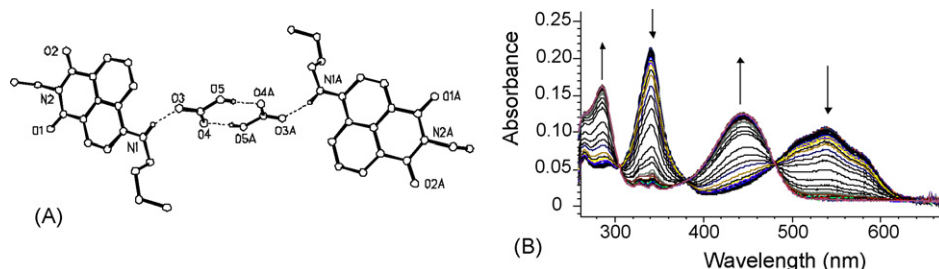 O2
N2
O1
N1
O3
O5
O4
O4A
O5A
O3A
N1A
O1A
N2A
O2A
(A)
Absorbance
0.25
0.20
0.15
0.10
0.05
0
300 400 500 600
Wavelength (nm)
(B)